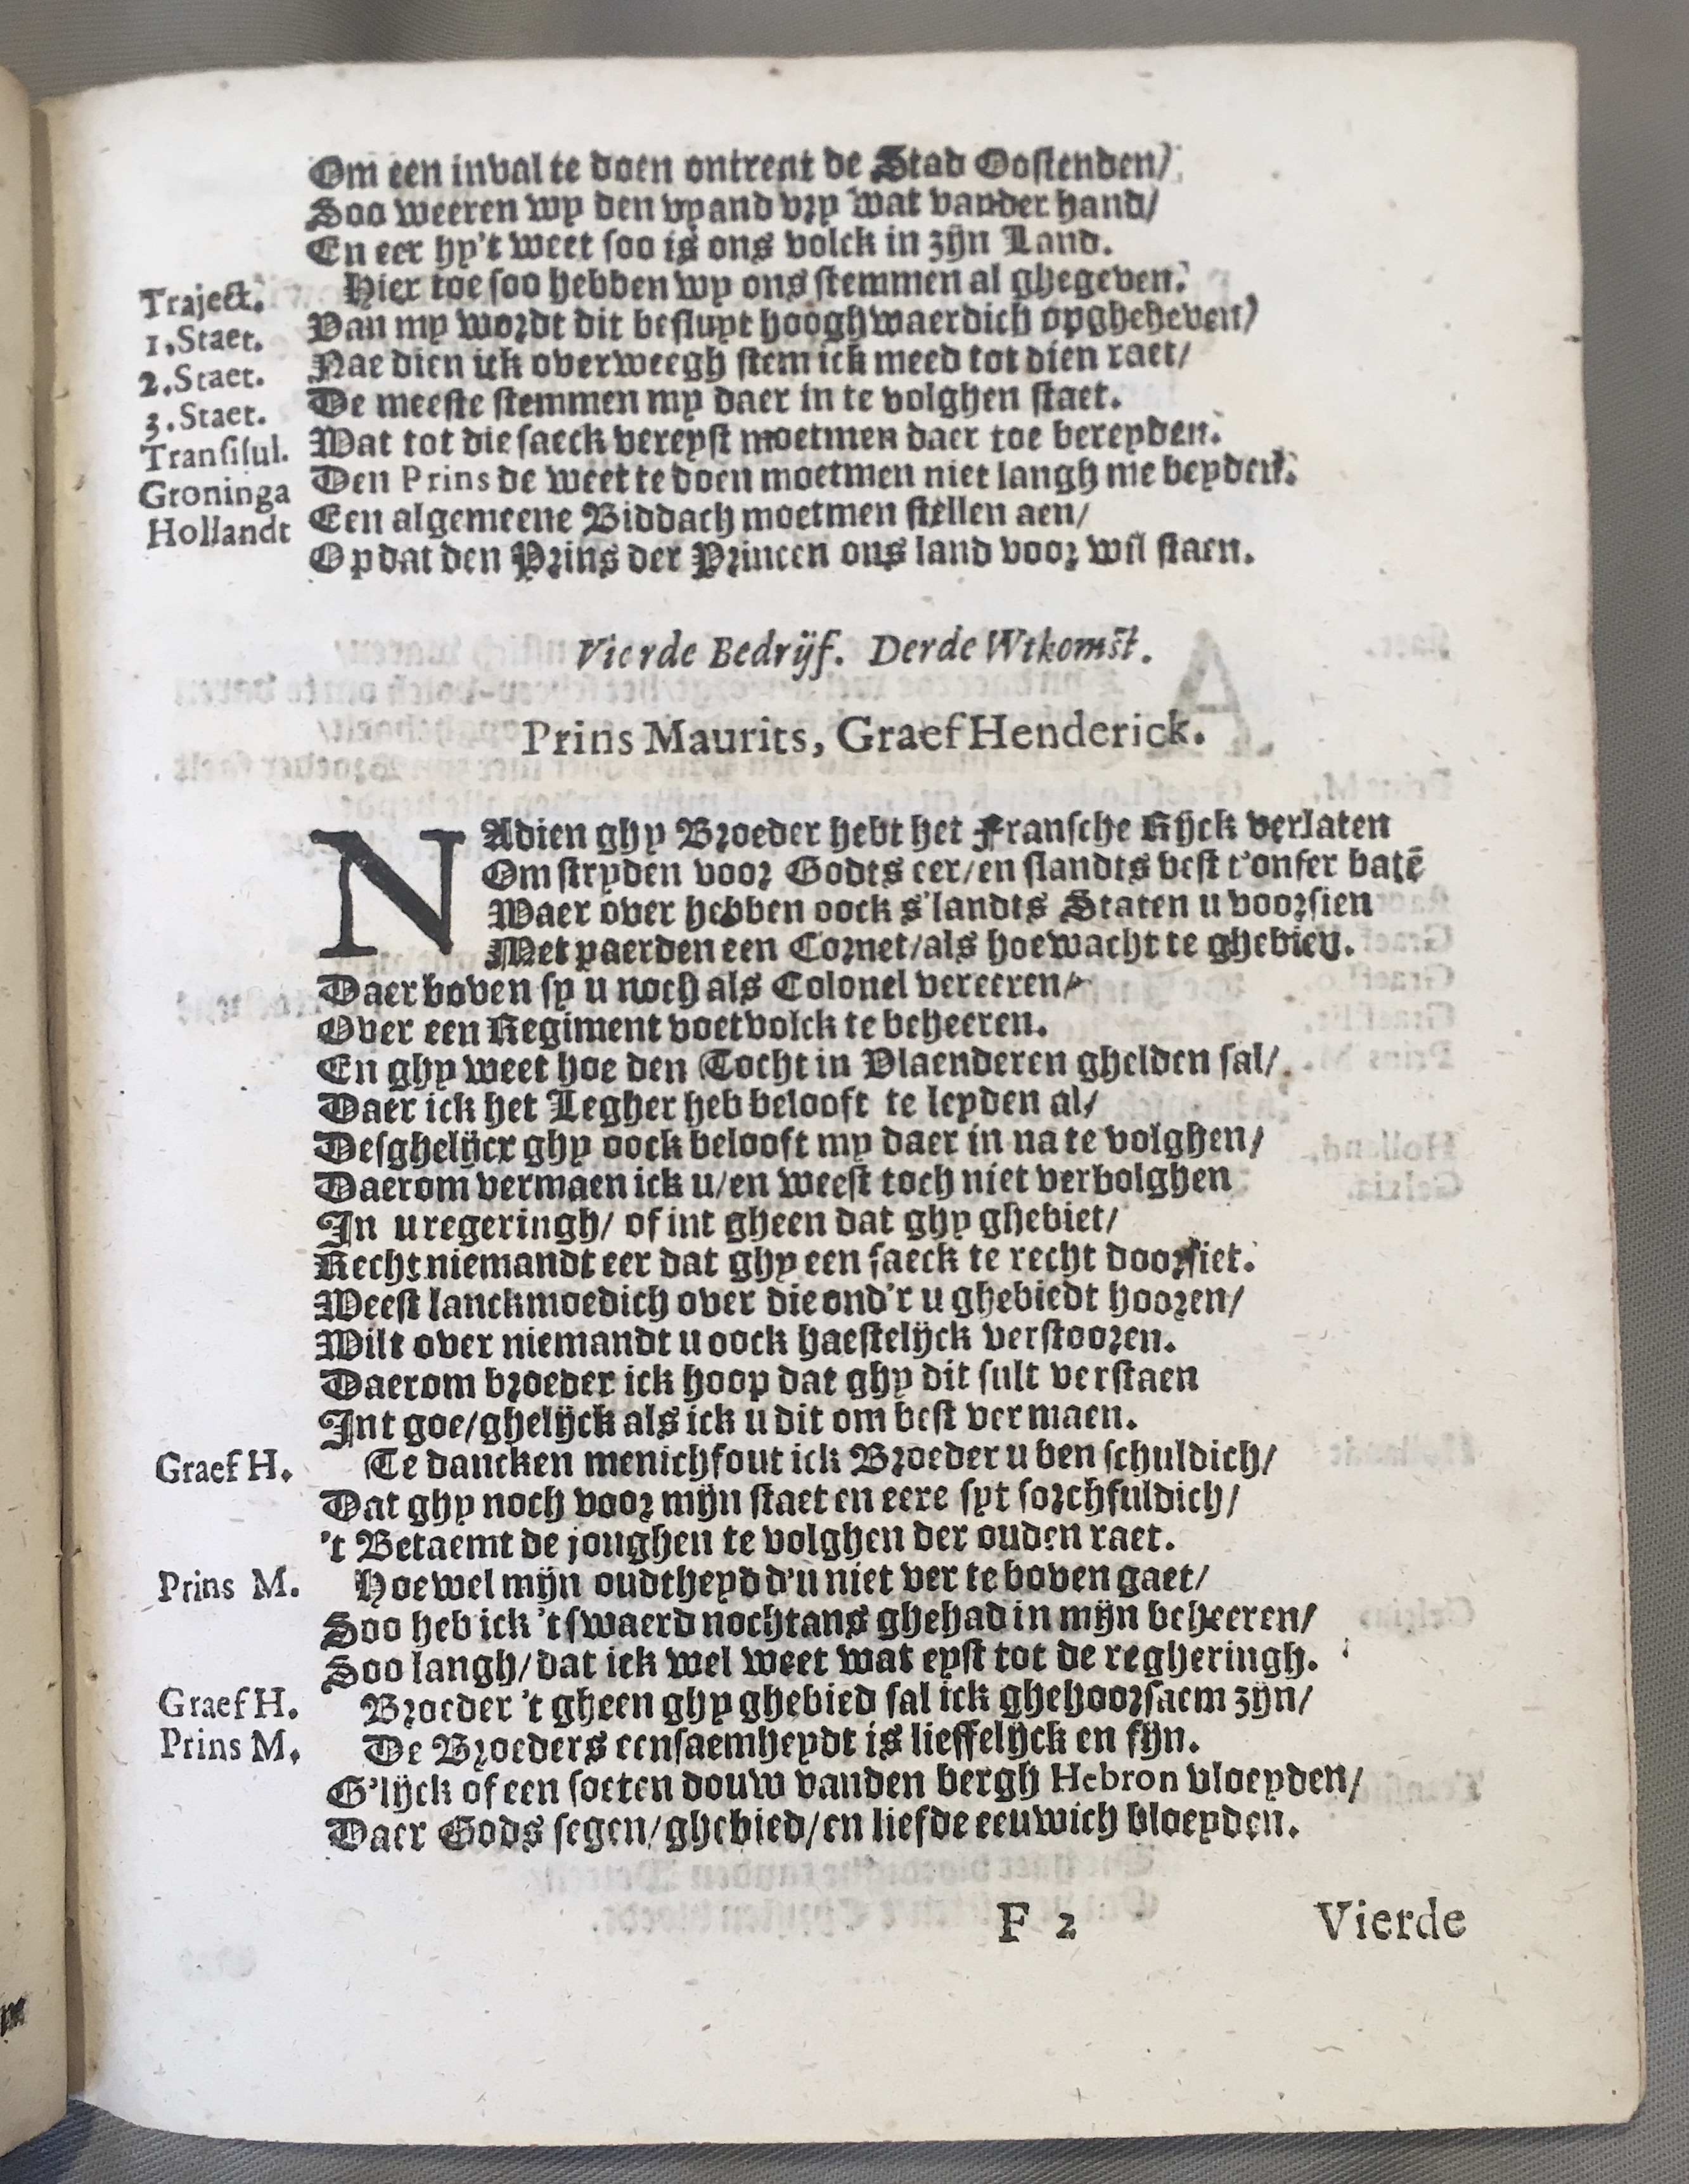 Om een inval te doen ontrent de Stad Oostenden/
Soo weeren wy den vyand vry wat vander hand/
En eer hy't weet soo is ons volck in zijn Land.
Traject. Hier toe soo hebben wy ons stemmen al ghegeven.
1.Staet. Van my wordt dit besluyt hooghwaerdich opgheheven/
2.Staet. Nae dien ick overweegh stem ick meed tot dien raet/
3.Staet. De meeste stemmen my daer in te volghen staet.
Transisul. Wat tot die saeck vereyst moetmen daer toe bereyden.
Groninga Den Prins de weet te doen moetmen niet langh me beyden.
Hollandt Een algemeene Biddach moetmen stellen aen/
Op dat den Prins der Princen ons land voor wil staen.
Vierde Bedrijf. Derde Wtkomst.
Prins Maurits, Graef Henderick.
NAdien ghy Broeder hebt het Fransche Rijck verlaten
Om stryden voor Godts eer/en slandts best t'onser batē
Waer over hebben oock s'landts Staten u voorsien
Met paerden een Cornet/als hoewacht te ghebien.
Daer boven sy u noch als Colonel vereeren/
Over een Regiment voetvolck te beheeren.
En ghy weet hoe den Tocht in Vlaenderen ghelden sal/
Daer ick het Legher heb belooft te leyden al/
Desghelijcx ghy oock belooft my daer in na te volghen/
Daerom vermaen ick u/en weest toch niet verbolghen
In u regeringh/ of int gheen dat ghy ghebiet/
Recht niemandt eer dat ghy een saeck te recht doorsiet.
Weest lanckmoedich over die ond'r u ghebiedt hooren/
Wilt over niemandt u oock haestelijck verstooren.
Daerom broeder ick hoop dat ghy dit sult verstaen
Int goe/ghelijck als ick u dit om best vermaen.
Graef H. Te dancken menichfout ick Broeder u ben schuldich/
Dat ghy noch voor mijn staet en eere syt sorchfuldich/
't Betaemt de jonghen te volghen der ouden raet.
Prins M. Hoewel mijn oudtheyd d'u niet ver te boven gaet/
Soo heb ick 't swaerd nochtans ghehad in mijn beheeren/
Soo langh/dat ick wel weet wat eyst tot de regheringh.
Graef H. Broeder 't gheen ghy ghebied sal ick ghehoorsaem zijn/
Prins M. De Broeders eensaemheydt is lieffelijck en fijn.
G'lijck of een soeten douw vanden bergh Hebron vloeyden/
Daer Gods segen/ghebied/en liefde eeuwich bloeyden.
F 2 Vierde